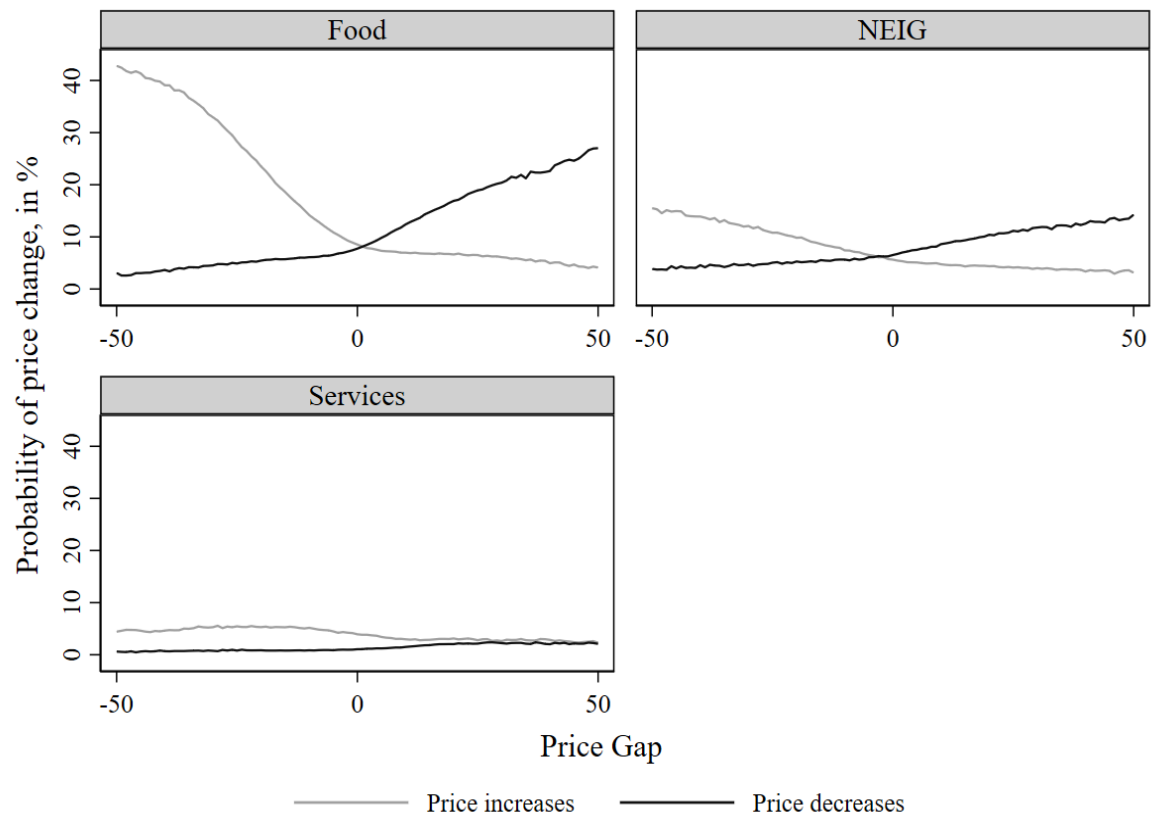 Food
NEIG
Probability of price change, in %
40
30
20
10
0
-50 0 50
-50 0 50
Services
40
30
20
10
0
-50 0 50
Price Gap
Price increases Price decreases